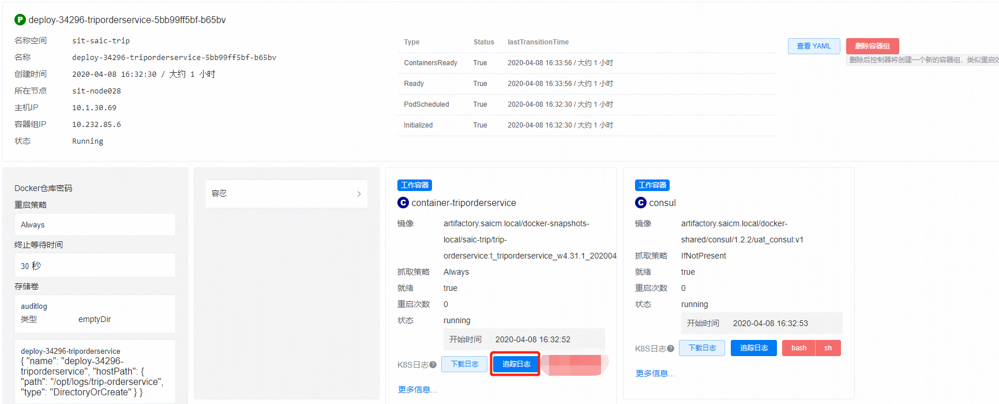 P deploy-34296-triporderservice-5bb99ff5bf-b65bv
名称空间 sit-saic-trip
名称 deploy-34296-triporderservice-5bb99ff5bf-b65bv
创建时间 2020-04-08 16:32:30 / 大约 1 小时
所在节点 sit-node028
主机IP 10.1.30.69
容器组IP 10.232.85.6
状态 Running
Type Status lastTransitionTime
ContainersReady True 2020-04-08 16:33:56 / 大约 1 小时
Ready True 2020-04-08 16:33:56 / 大约 1 小时
PodScheduled True 2020-04-08 16:32:30 / 大约 1 小时
Initialized True 2020-04-08 16:32:30 / 大约 1 小时
查看 YAML 删除容器组
删除后控制器将创建一个新的容器组，类似重启效
Docker仓库密码
重启策略
Always
终止等待时间
30 秒
存储卷
auditlog
类型 emptyDir
deploy-34296-triporderservice
{ "name": "deploy-34296-
triporderservice", "hostPath": {
"path": "/opt/logs/trip-orderservice",
"type": "DirectoryOrCreate" } }
容忍
工作容器
C container-triporderservice
镜像 artifactory.saicm.local/docker-snapshots-
local/saic-trip/trip-
orderservice:t_triporderservice_w4.31.1_202004
抓取策略 Always
就绪 true
重启次数 0
状态 running
开始时间 2020-04-08 16:32:52
K8S日志 ? 下载日志 追踪日志
更多信息...
工作容器
C consul
镜像 artifactory.saicm.local/docker-
shared/consul/1.2.2/uat_consul:v1
抓取策略 IfNotPresent
就绪 true
重启次数 0
状态 running
开始时间 2020-04-08 16:32:53
K8S日志 ? 下载日志 追踪日志 bash sh
更多信息...